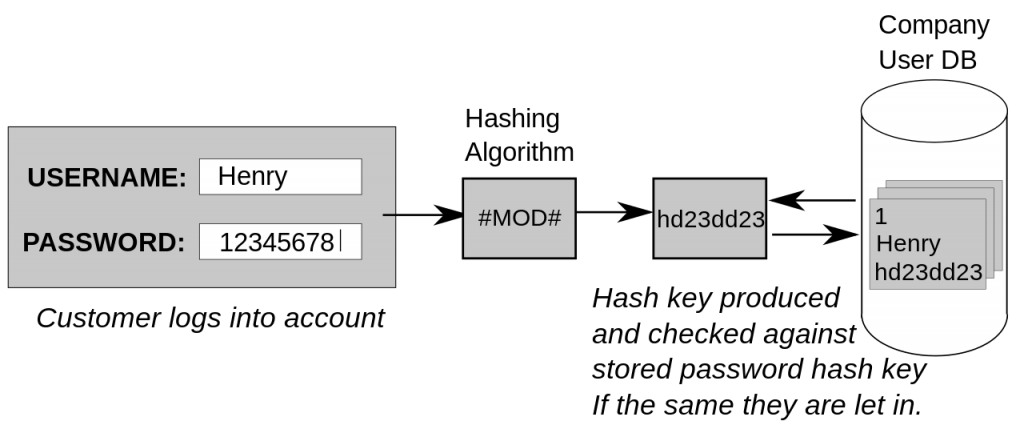 Company
User DB
Hashing
Algorithm
USERNAME: Henry
PASSWORD: 12345678
#MOD#
hd23dd23
1
Henry
hd23dd23
Customer logs into account
Hash key produced
and checked against
stored password hash key
If the same they are let in.